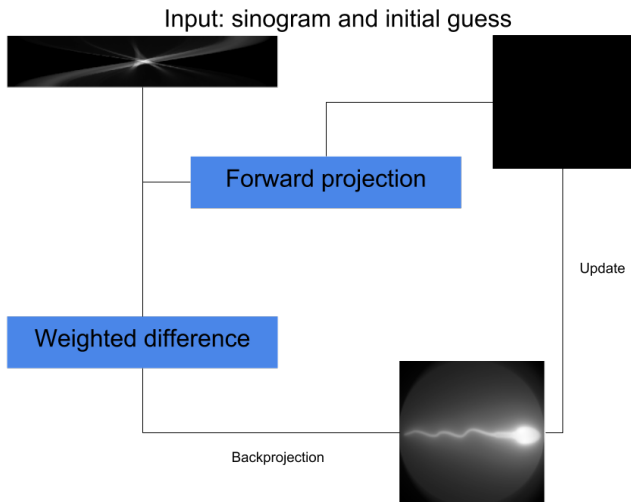 Input: sinogram and initial guess
Forward projection
Update
Weighted difference
Backprojection